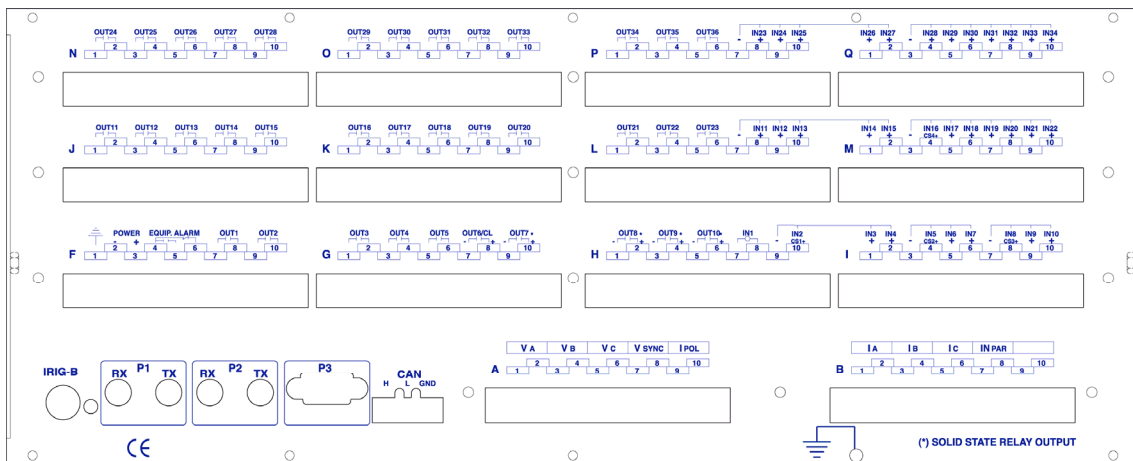 OUT24 OUT25 OUT26 OUT27 OUT28 OUT29 OUT30 OUT31 OUT32 OUT33 OUT34 OUT35 OUT36 - IN23 IN24 IN25 IN26 IN27 - IN28 IN29 IN30 IN31 IN32 IN33 IN34
+ + + + + + + + + + + +
N 1 2 3 4 5 6 7 8 9 10 O 1 2 3 4 5 6 7 8 9 10 P 1 2 3 4 5 6 7 8 9 10 Q 1 2 3 4 5 6 7 8 9 10
OUT11 OUT12 OUT13 OUT14 OUT15 OUT16 OUT17 OUT18 OUT19 OUT20 OUT21 OUT22 OUT23 - IN11 IN12 IN13 IN14 IN15 - IN16 IN17 IN18 IN19 IN20 IN21 IN22
+ + + + + CS4+ + + + + + +
J 1 2 3 4 5 6 7 8 9 10 K 1 2 3 4 5 6 7 8 9 10 L 1 2 3 4 5 6 7 8 9 10 M 1 2 3 4 5 6 7 8 9 10
POWER EQUIP. ALARM OUT1 OUT2 OUT3 OUT4 OUT5 OUT6/CL OUT7 * OUT8 * OUT9 * OUT10* IN1 - IN2 IN3 IN4 - IN5 IN6 IN7 - IN8 IN9 IN10
- + - + - + - + - + - + CS1+ + + CS2+ + + CS3+ + +
F 2 3 4 5 6 7 8 9 10 G 1 2 3 4 5 6 7 8 9 10 H 1 2 3 4 5 6 7 8 9 10 I 1 2 3 4 5 6 7 8 9 10
IRIG-B
P1
RX TX
P2
RX TX
P3
CAN
H L GND
V A V B V C V SYNC I POL
A 1 2 3 4 5 6 7 8 9 10
I A I B I C IN PAR
B 1 2 3 4 5 6 7 8 9 10
CE
(*) SOLID STATE RELAY OUTPUT